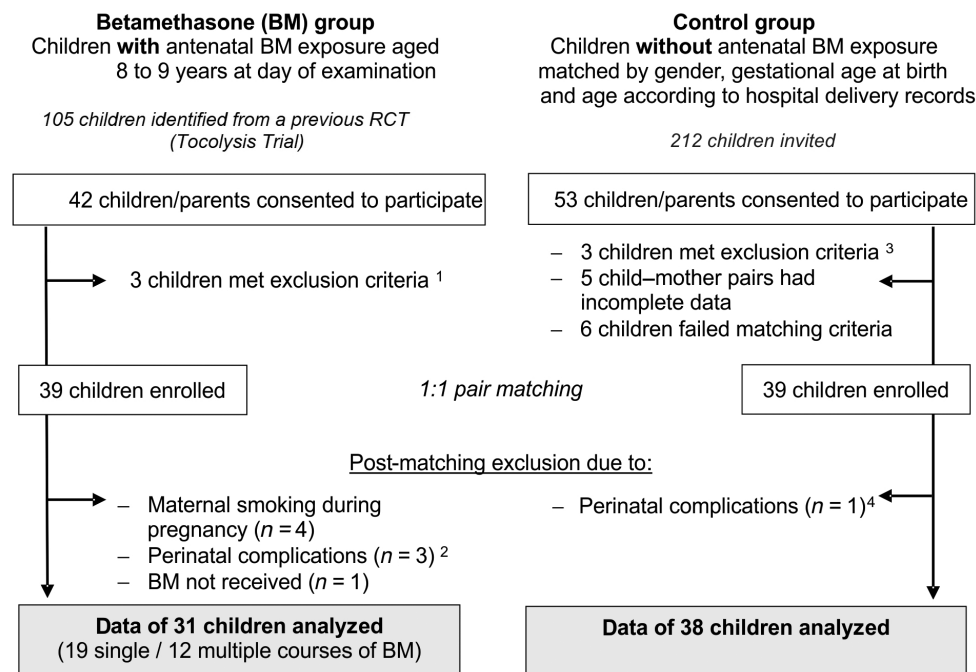 Betamethasone (BM) group
Children with antenatal BM exposure aged
8 to 9 years at day of examination
105 children identified from a previous RCT
(Tocolysis Trial)
42 children/parents consented to participate
3 children met exclusion criteria 1
39 children enrolled
Control group
Children without antenatal BM exposure
matched by gender, gestational age at birth
and age according to hospital delivery records
212 children invited
53 children/parents consented to participate
– 3 children met exclusion criteria 3
– 5 child–mother pairs had
incomplete data
– 6 children failed matching criteria
39 children enrolled
1:1 pair matching
Post-matching exclusion due to:
– Maternal smoking during
pregnancy (n = 4)
– Perinatal complications (n = 3) 2
– BM not received (n = 1)
– Perinatal complications (n = 1)4
Data of 31 children analyzed
(19 single / 12 multiple courses of BM)
Data of 38 children analyzed